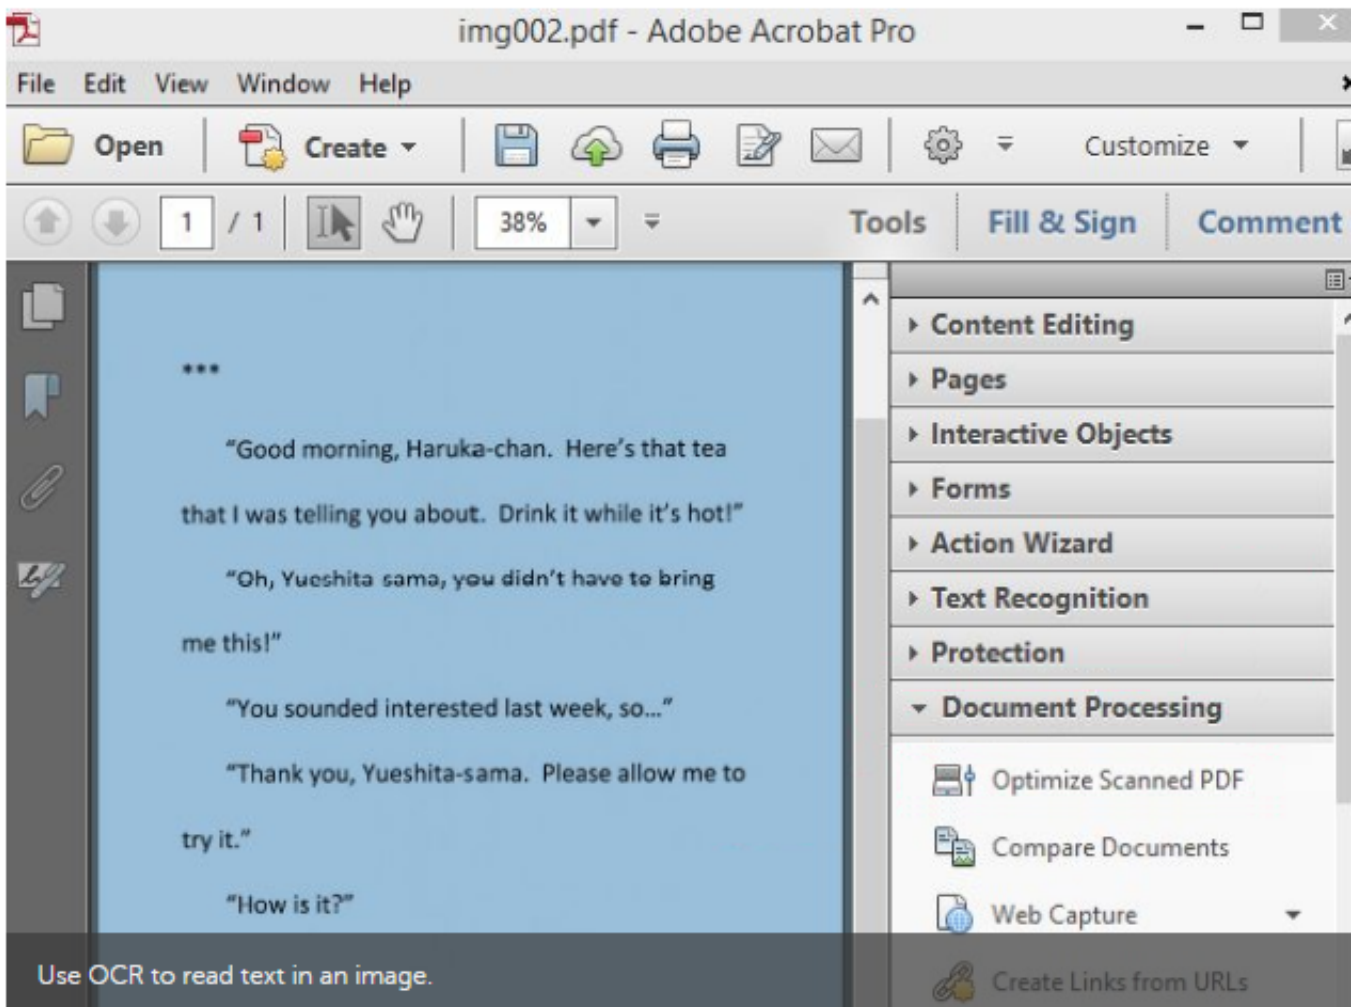 img002.pdf - Adobe Acrobat Pro
File Edit View Window Help
Open Create Customize
1 / 1 38% Tools Fill & Sign Comment
***
“Good morning, Haruka-chan.  Here’s that tea
that I was telling you about.  Drink it while it’s hot!”
“Oh, Yueshita sama, you didn’t have to bring
me this!”
“You sounded interested last week, so...”
“Thank you, Yueshita-sama.  Please allow me to
try it.”
“How is it?”
Content Editing
Pages
Interactive Objects
Forms
Action Wizard
Text Recognition
Protection
Document Processing
Optimize Scanned PDF
Compare Documents
Web Capture
Create Links from URLs
Use OCR to read text in an image.